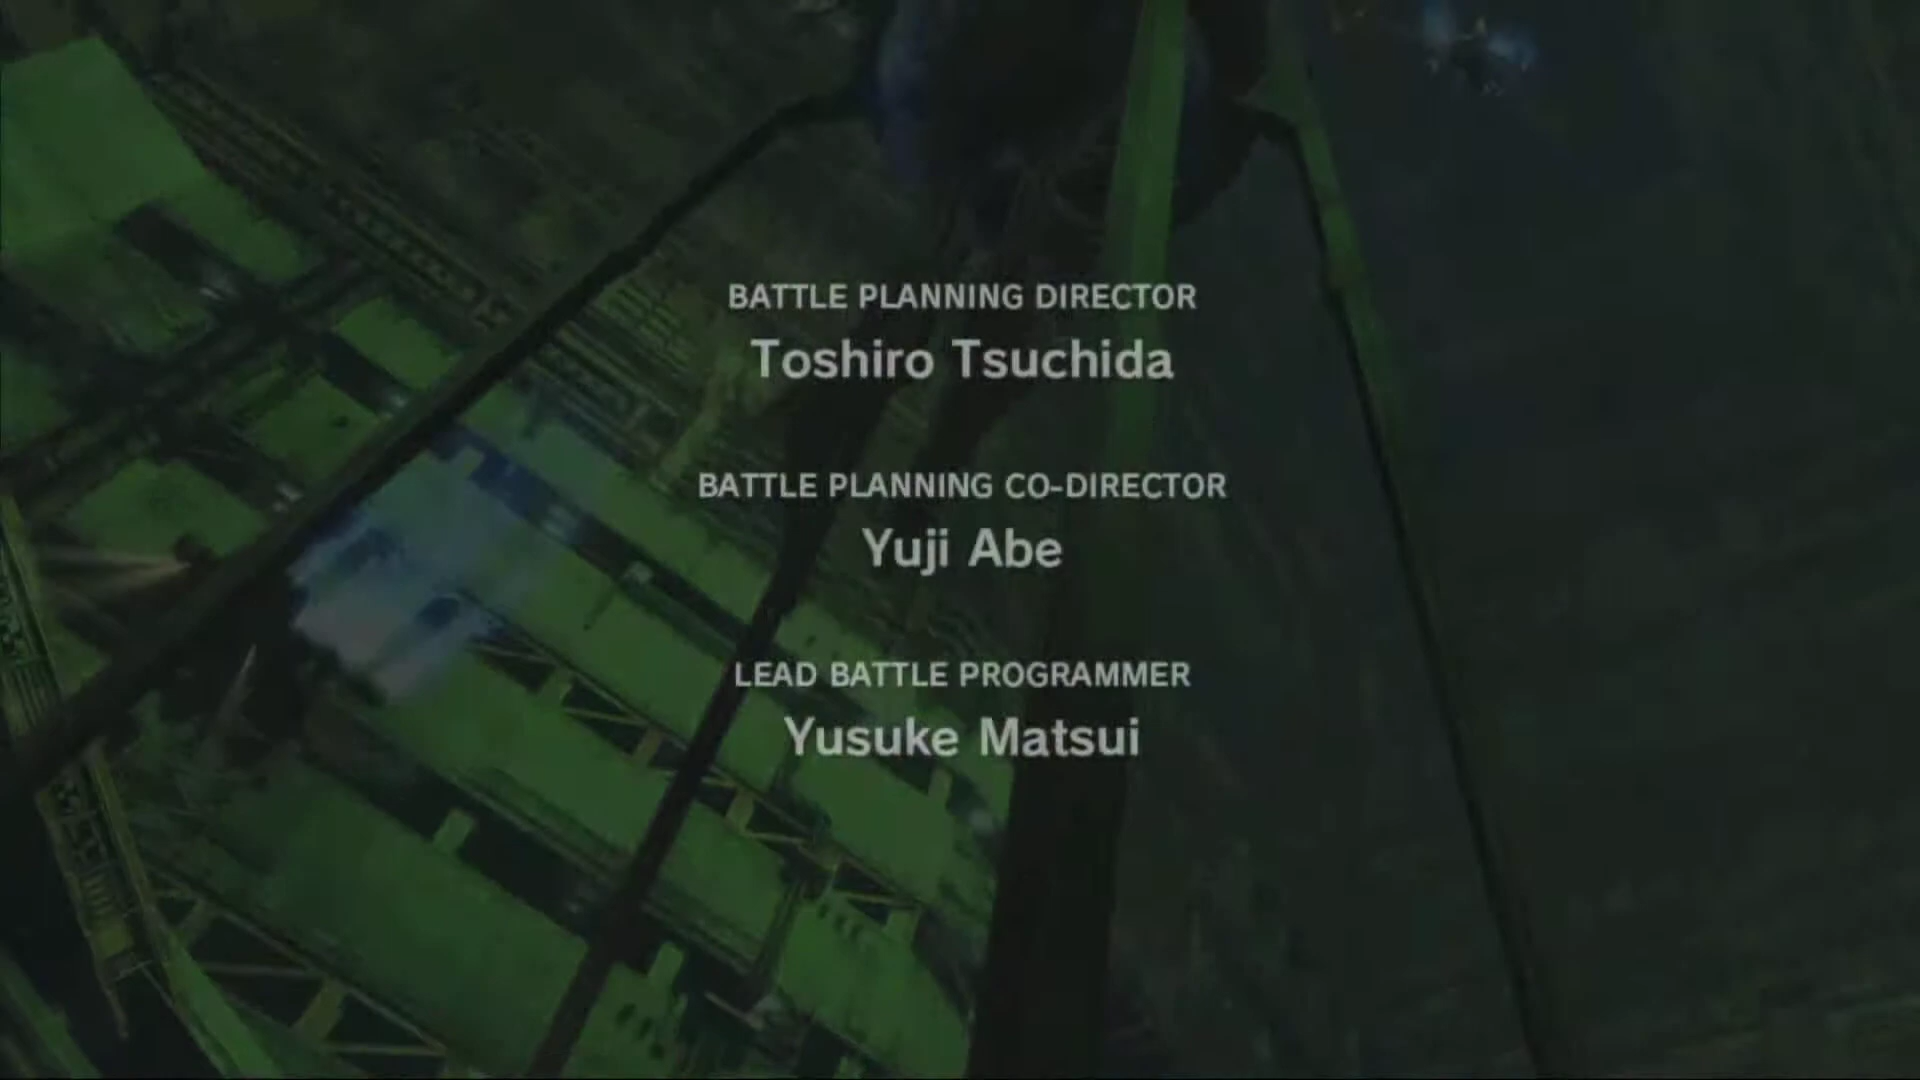 BATTLE PLANNING DIRECTOR
Toshiro Tsuchida
BATTLE PLANNING CO-DIRECTOR
Yuji Abe
LEAD BATTLE PROGRAMMER
Yusuke Matsui